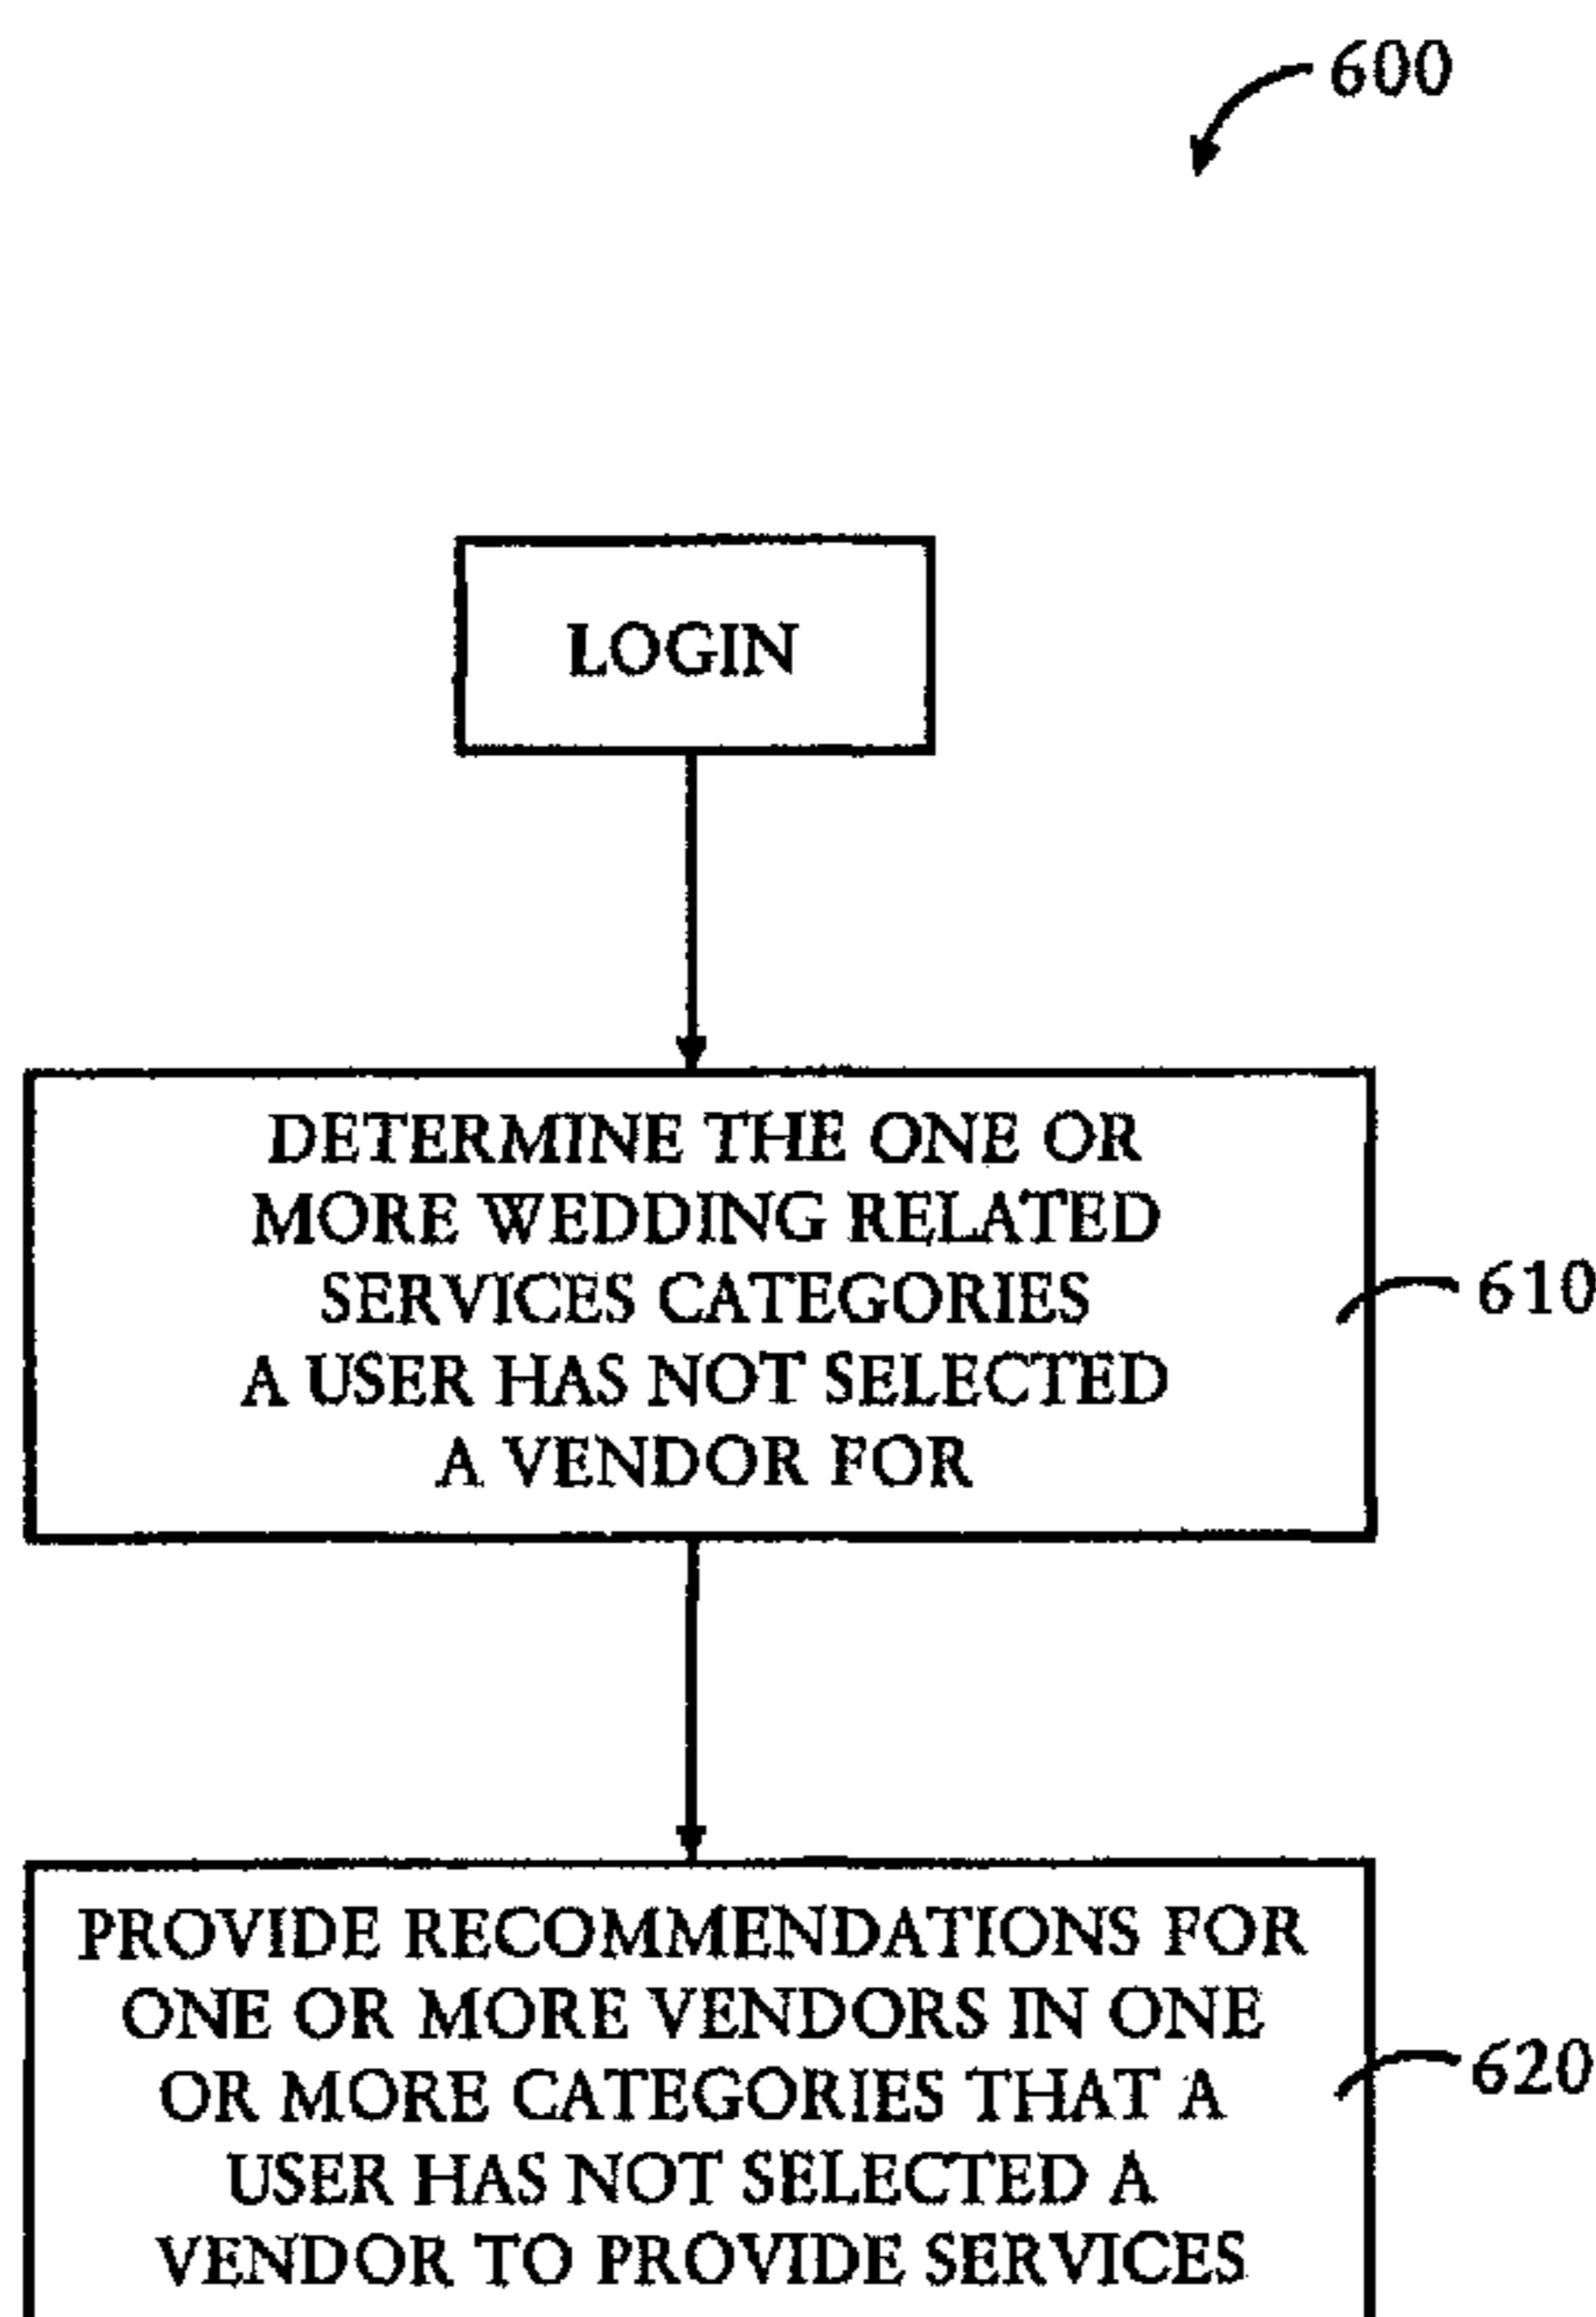 600
LOGIN
DETERMINE THE ONE OR
MORE WEDDING RELATED
SERVICES CATEGORIES
A USER HAS NOT SELECTED
A VENDOR FOR
610
PROVIDE RECOMMENDATIONS FOR
ONE OR MORE VENDORS IN ONE
OR MORE CATEGORIES THAT A
USER HAS NOT SELECTED A
VENDOR TO PROVIDE SERVICES
620